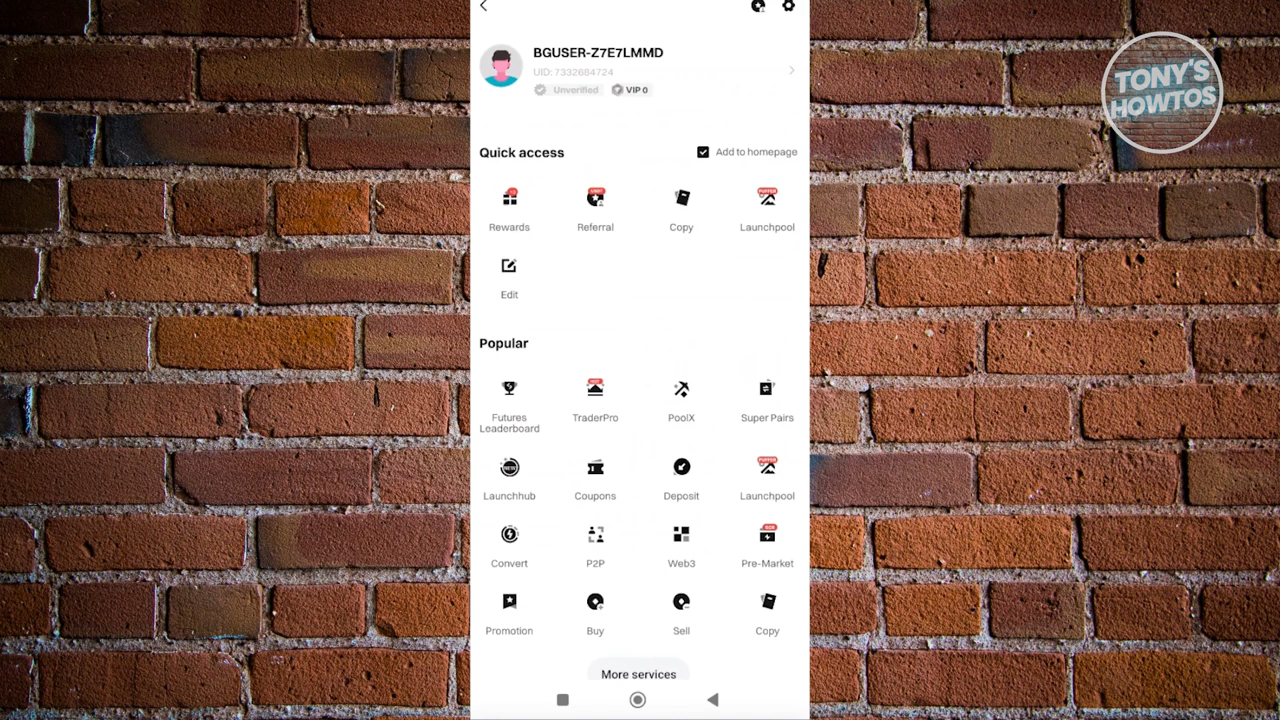 BGUSER-Z7E7LMMD
UID: 7332684724
Unverified VIP 0
TONY'S
HOWTOS
Quick access Add to homepage
Rewards Referral Copy Launchpool
Edit
Popular
Futures Leaderboard TraderPro PoolX Super Pairs
Launchhub Coupons Deposit Launchpool
Convert P2P Web3 Pre-Market
Promotion Buy Sell Copy
More services